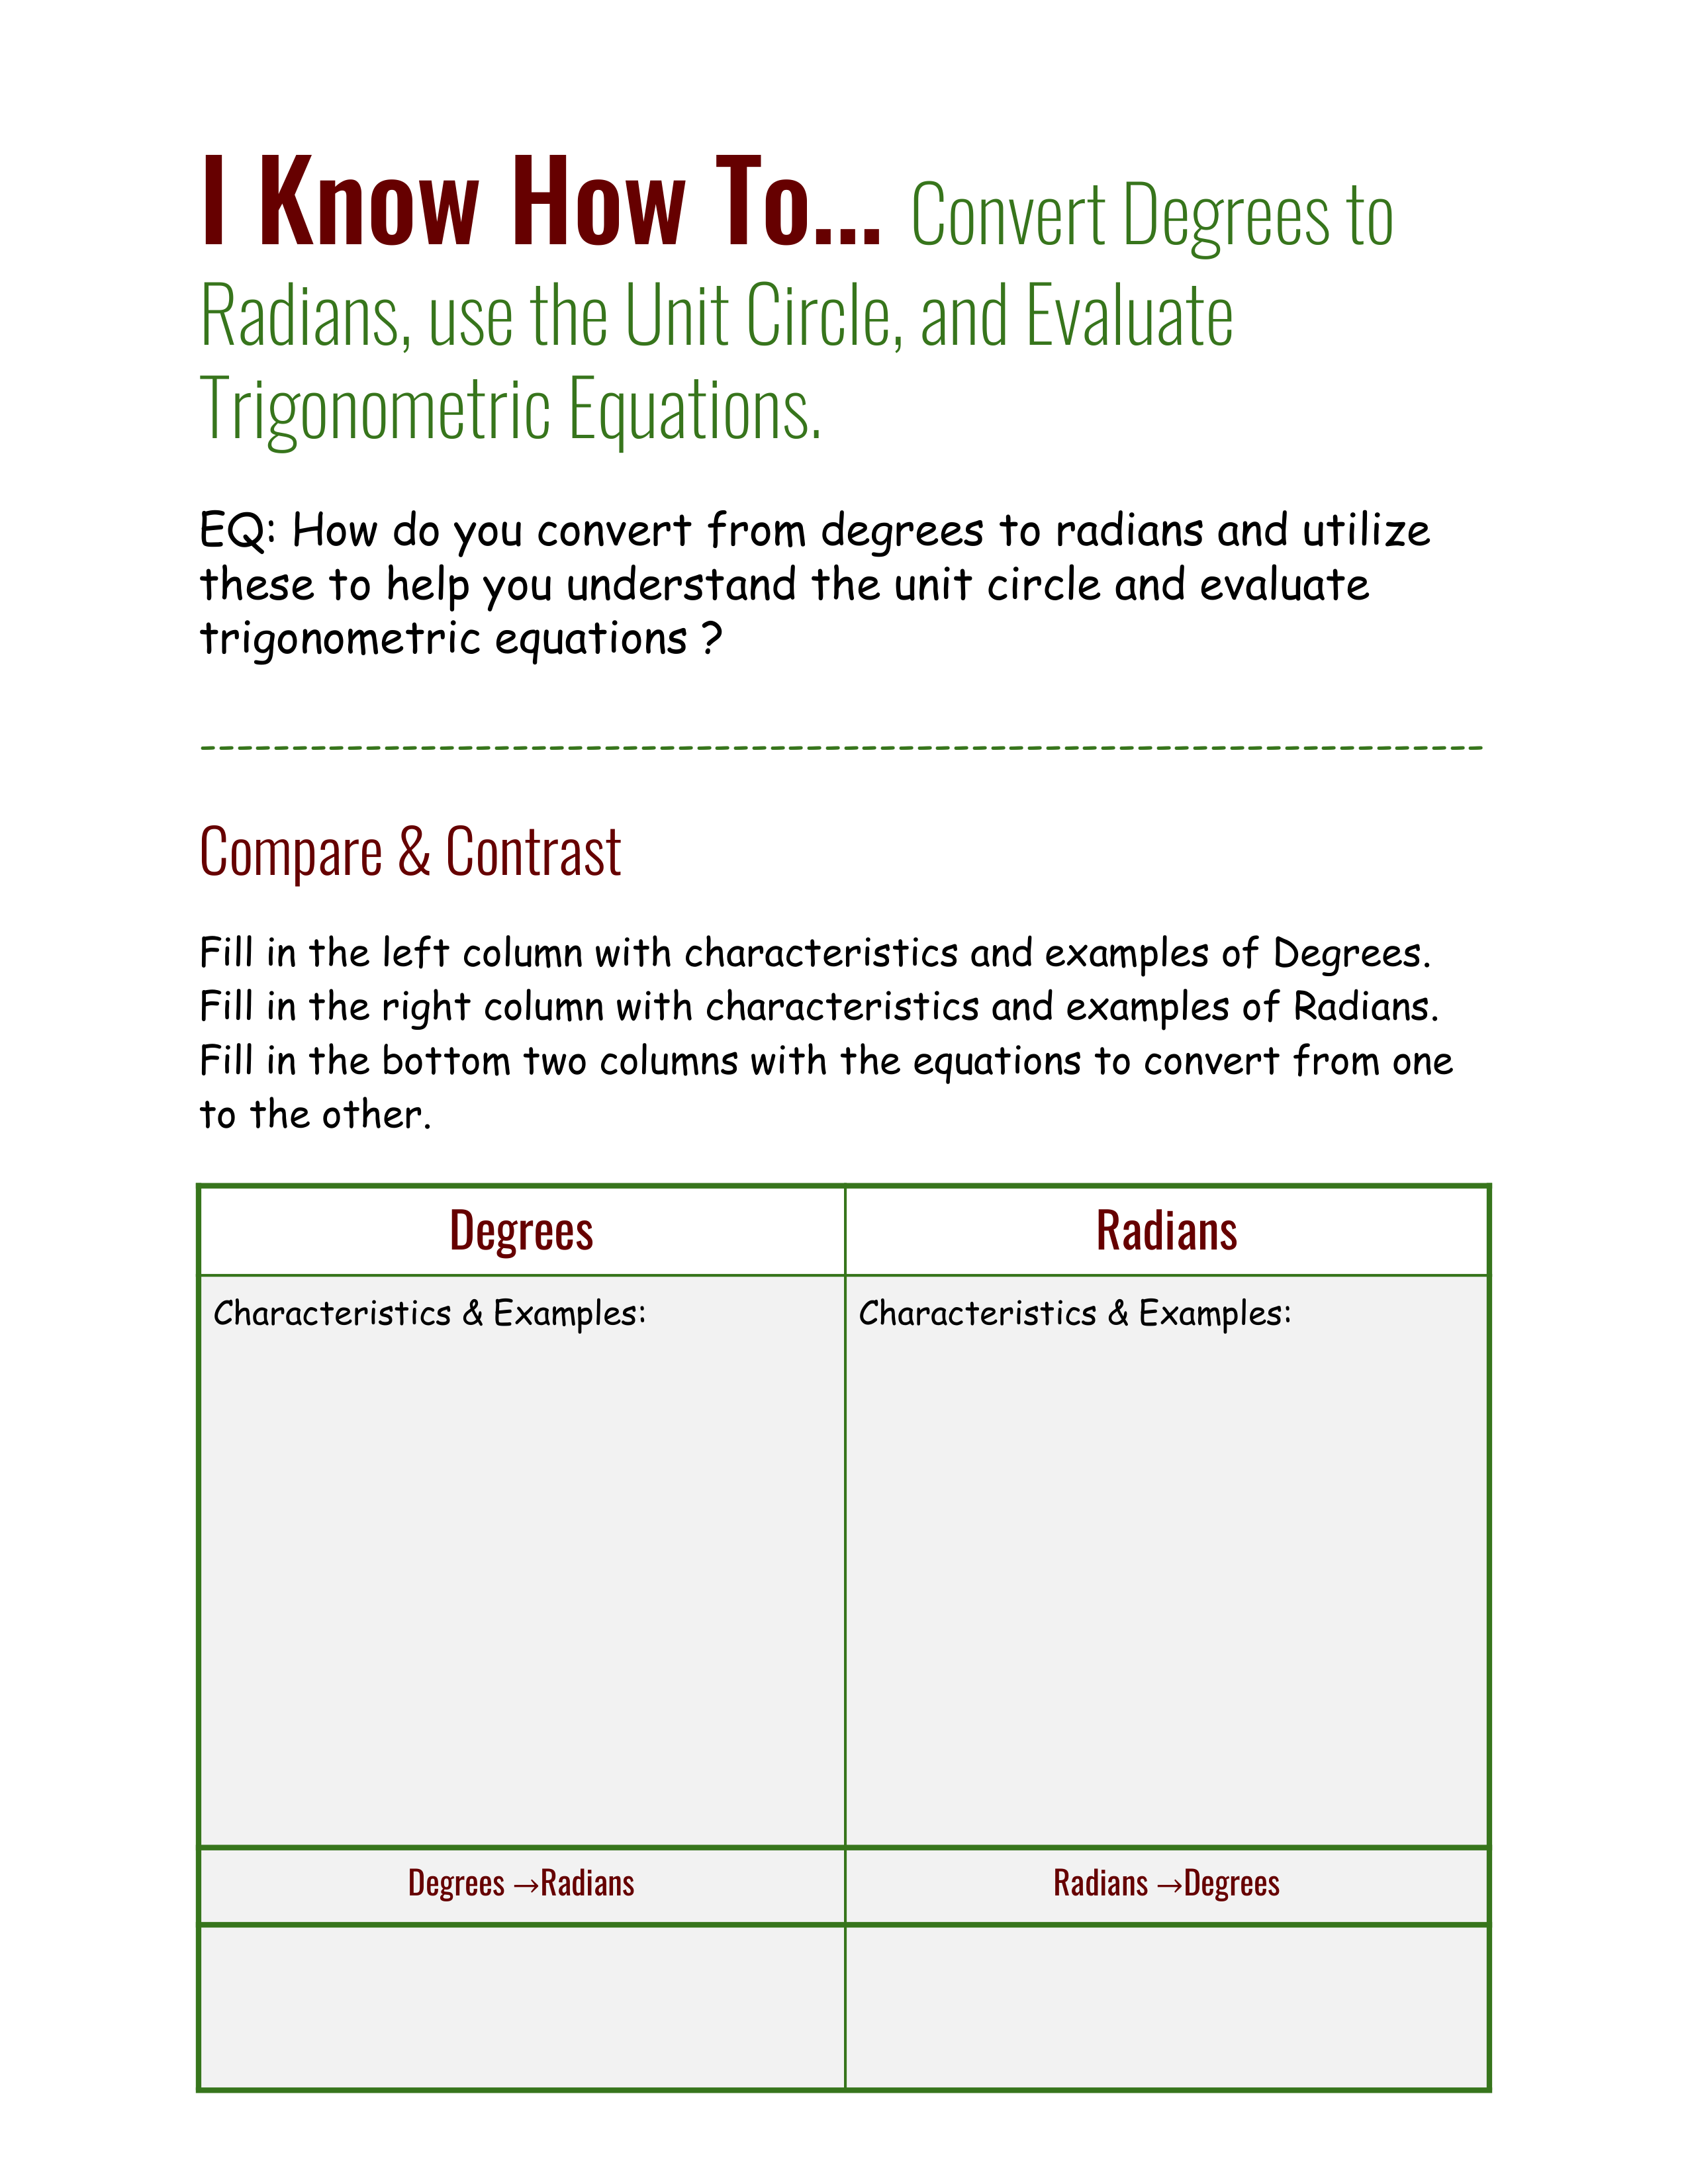 I Know How To... Convert Degrees to
Radians, use the Unit Circle, and Evaluate
Trigonometric Equations.
EQ: How do you convert from degrees to radians and utilize
these to help you understand the unit circle and evaluate
trigonometric equations ?
Compare & Contrast
Fill in the left column with characteristics and examples of Degrees.
Fill in the right column with characteristics and examples of Radians.
Fill in the bottom two columns with the equations to convert from one
to the other.
Degrees
Radians
Characteristics & Examples:
Characteristics & Examples:
Degrees →Radians
Radians →Degrees